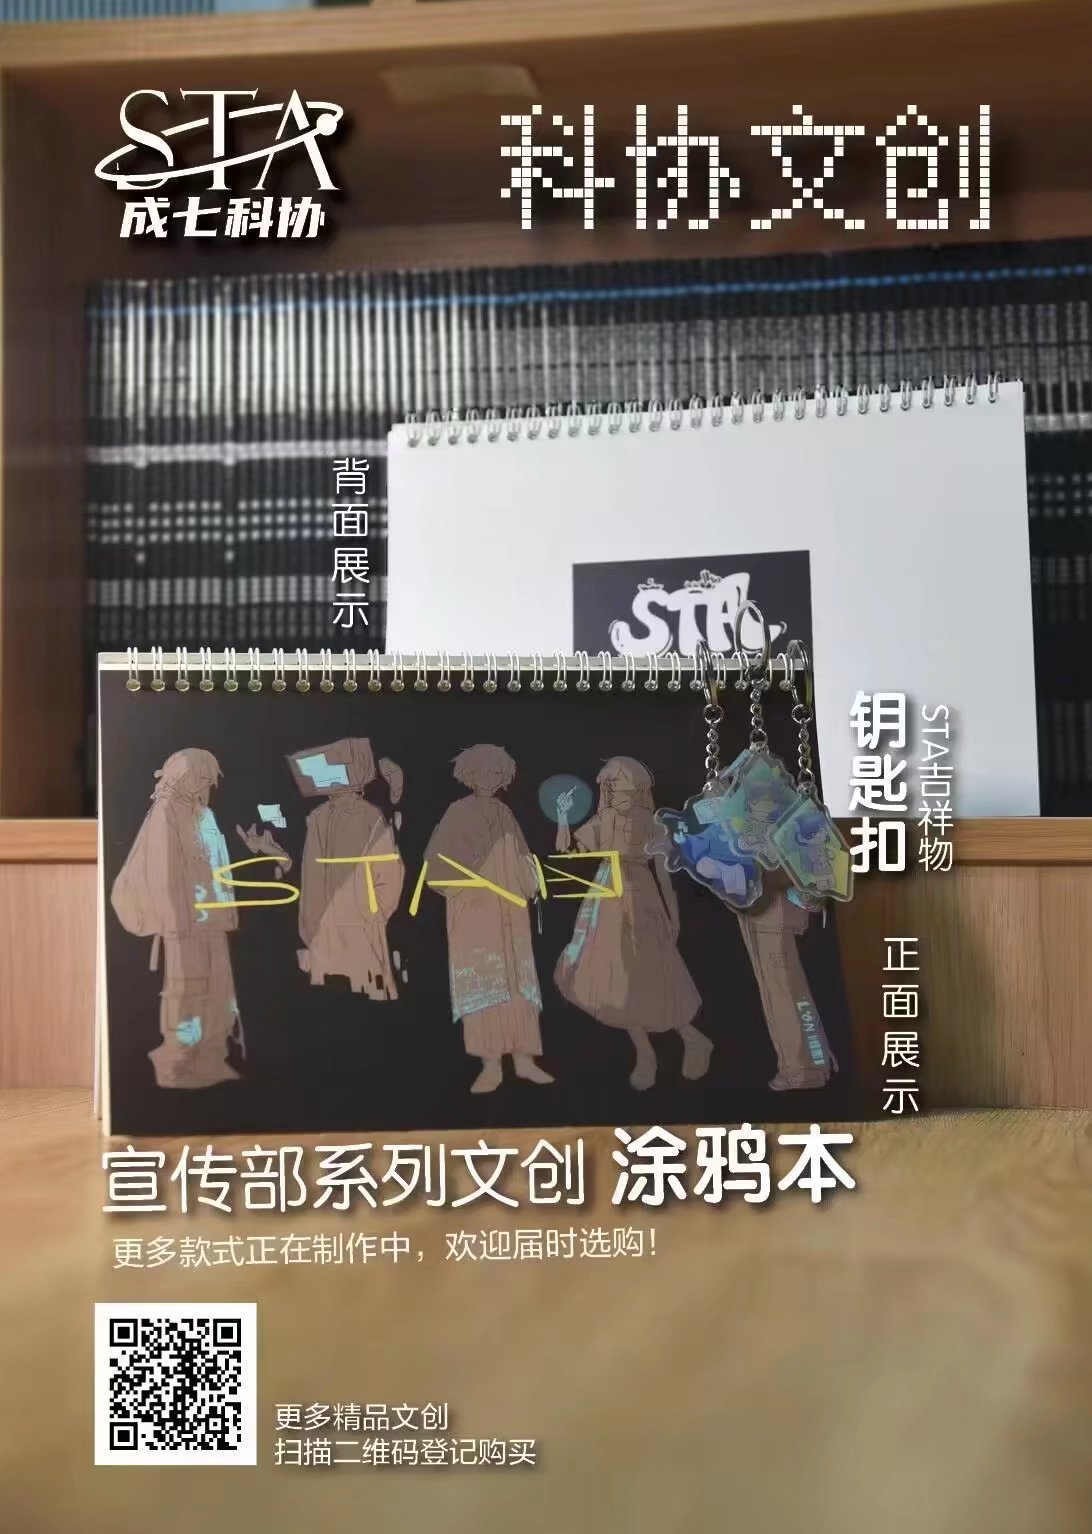 STA
成七科协
科协文创
背面展示
STA
钥匙扣
STA吉祥物
STA
正面展示
宣传部系列文创 涂鸦本
更多款式正在制作中，欢迎届时选购！
更多精品文创
扫描二维码登记购买